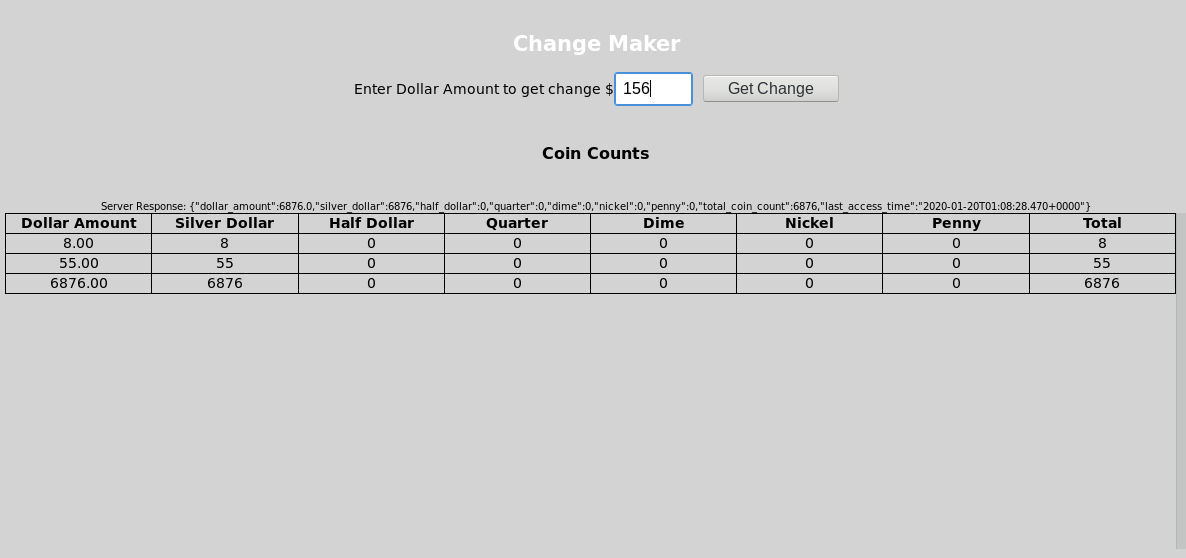 Change Maker
Enter Dollar Amount to get change $ 156 Get Change
Coin Counts
Server Response: {"dollar_amount":6876.0,"silver_dollar":6876,"half_dollar":0,"quarter":0,"dime":0,"nickel":0,"penny":0,"total_coin_count":6876,"last_access_time":"2020-01-20T01:08:28.470+0000"}
Dollar Amount Silver Dollar Half Dollar Quarter Dime Nickel Penny Total
8.00 8 0 0 0 0 0 8
55.00 55 0 0 0 0 0 55
6876.00 6876 0 0 0 0 0 6876